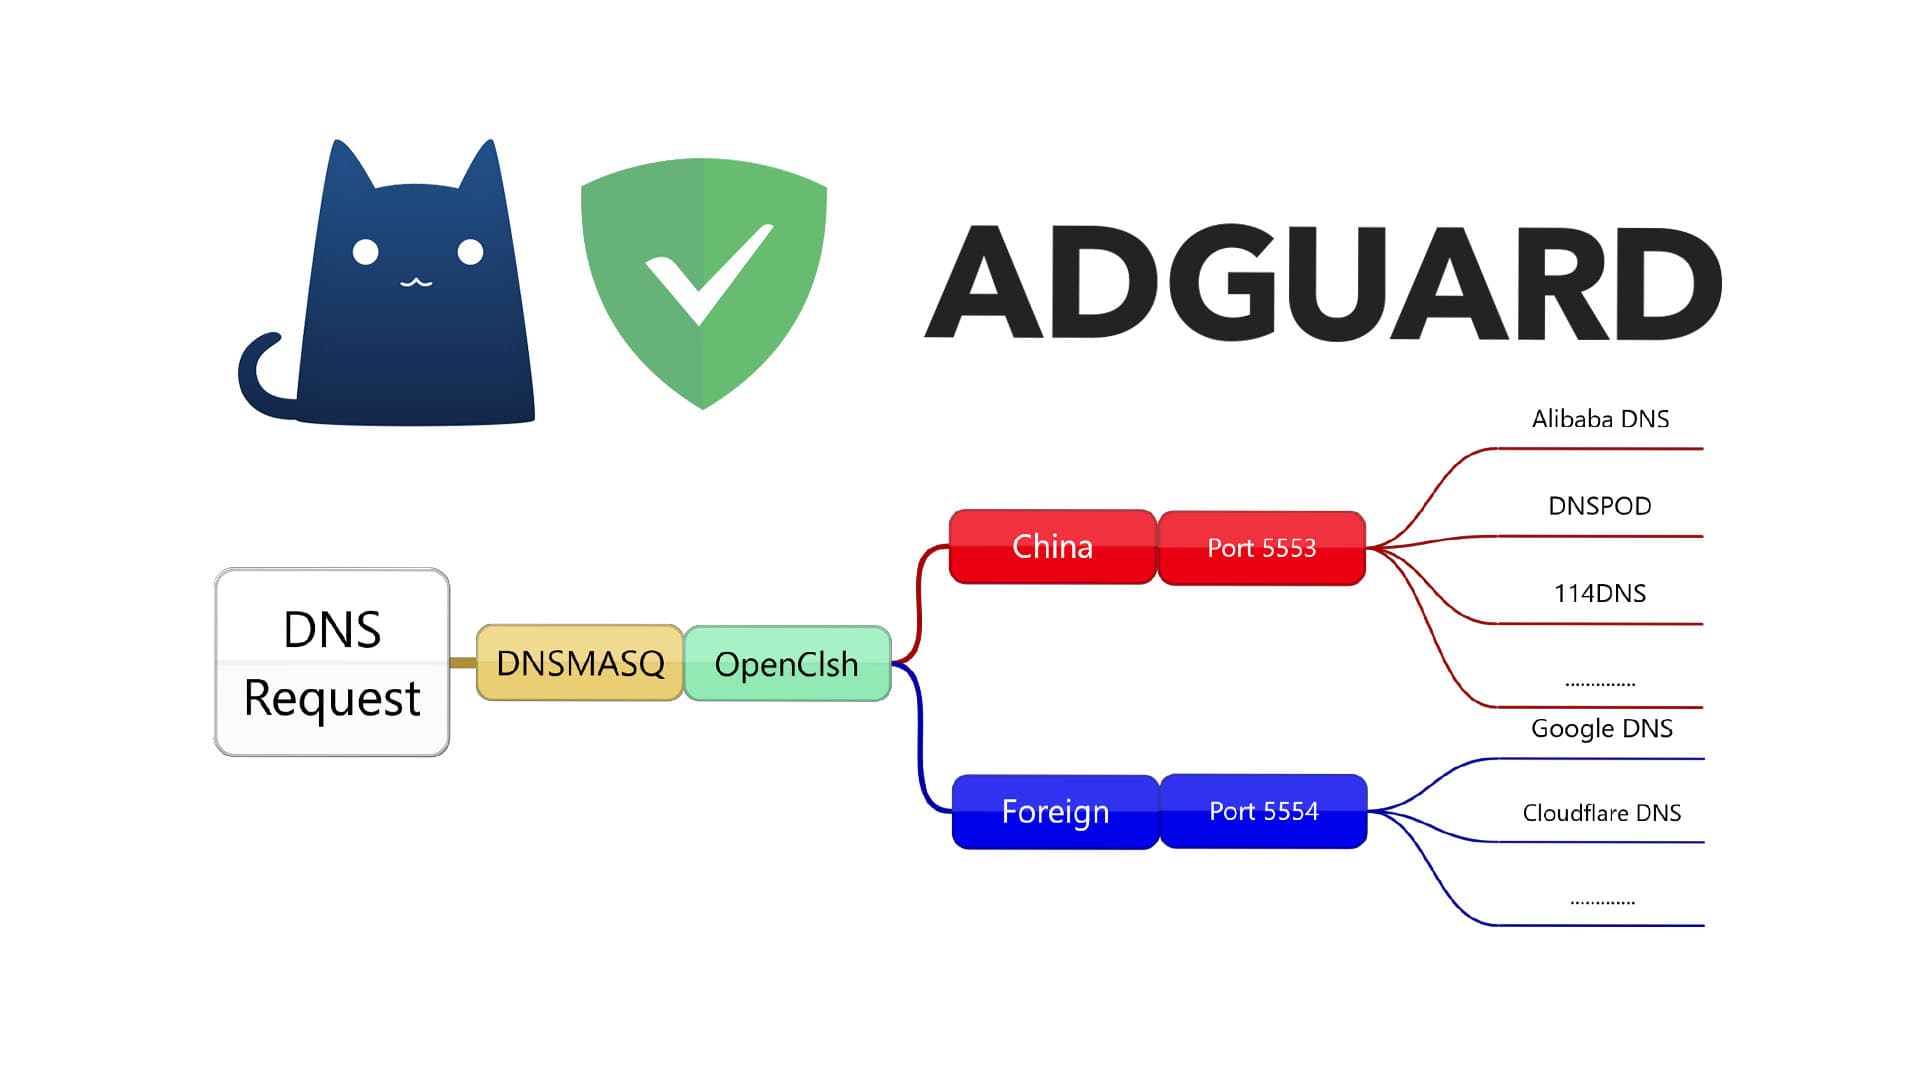 ADGUARD
DNS
Request
DNSMASQ
OpenClsh
China
Port 5553
Alibaba DNS
DNSPOD
114DNS
..............
Foreign
Port 5554
Google DNS
Cloudflare DNS
.............